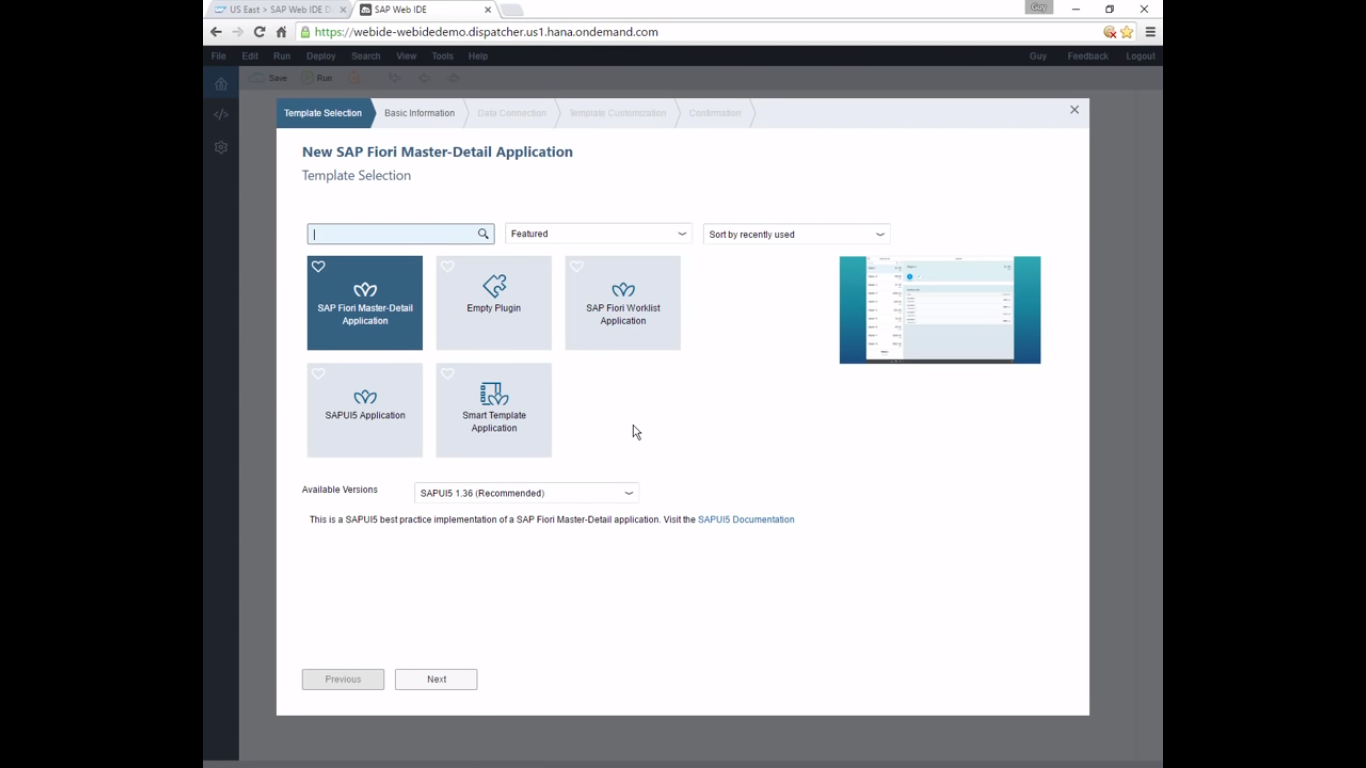 US East > SAP Web IDE D
SAP Web IDE
Guy
https://webide-webidedemo.dispatcher.us1.hana.ondemand.com
File Edit Run Deploy Search View Tools Help Guy Feedback Logout
Save Run
Template Selection Basic Information Data Connection Template Customization Confirmation
New SAP Fiori Master-Detail Application
Template Selection
Featured Sort by recently used
SAP Fiori Master-Detail
Application
Empty Plugin
SAP Fiori Worklist
Application
SAPUI5 Application
Smart Template
Application
Available Versions SAPUI5 1.36 (Recommended)
This is a SAPUI5 best practice implementation of a SAP Fiori Master-Detail application. Visit the SAPUI5 Documentation
Previous Next